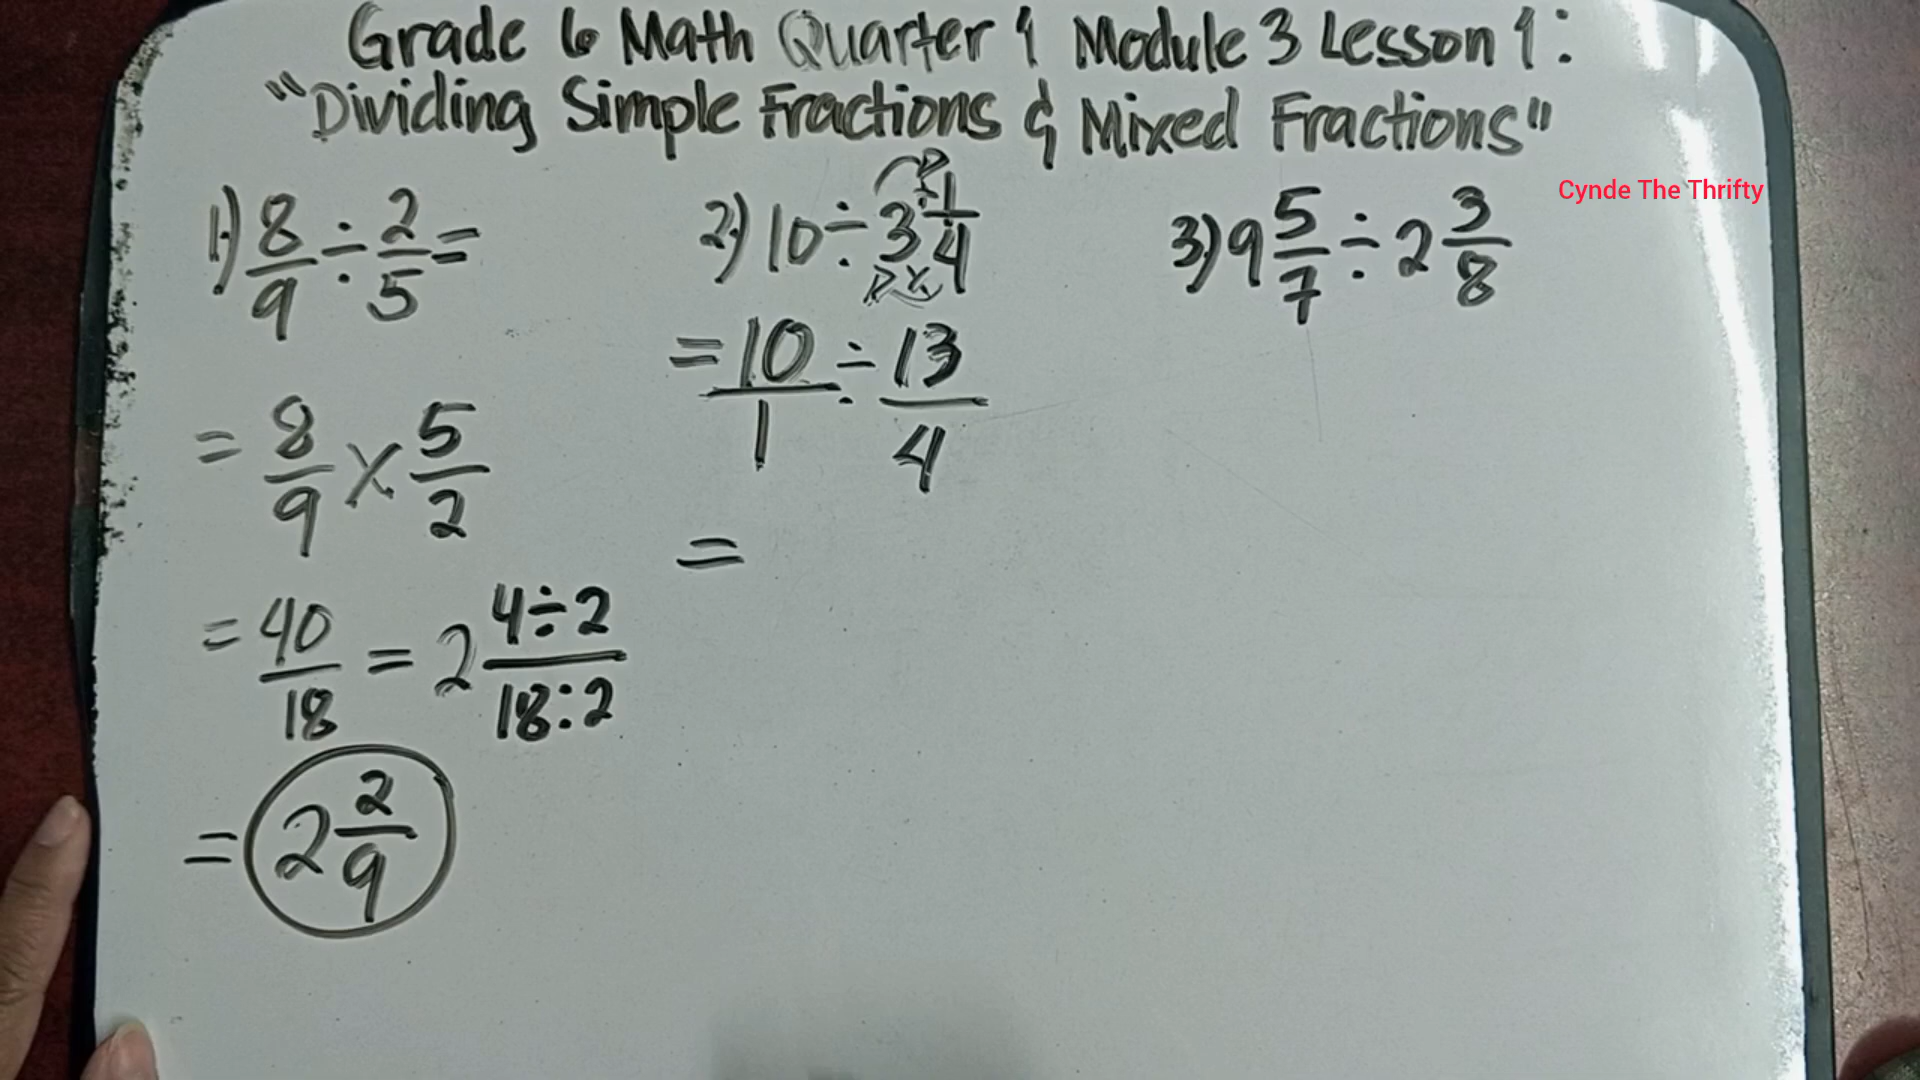 Grade 6 Math Quarter 1 Module 3 Lesson 1:
"Dividing Simple Fractions & Mixed Fractions"
Cynde The Thrifty
1.) 8/9 ÷ 2/5 =
= 8/9 × 5/2
= 40/18 = 2 4÷2/18÷2
= 2 2/9
2.) 10 ÷ 3 + 1/4 ×
= 10/1 ÷ 13/4
=
3.) 9 5/7 ÷ 2 3/8